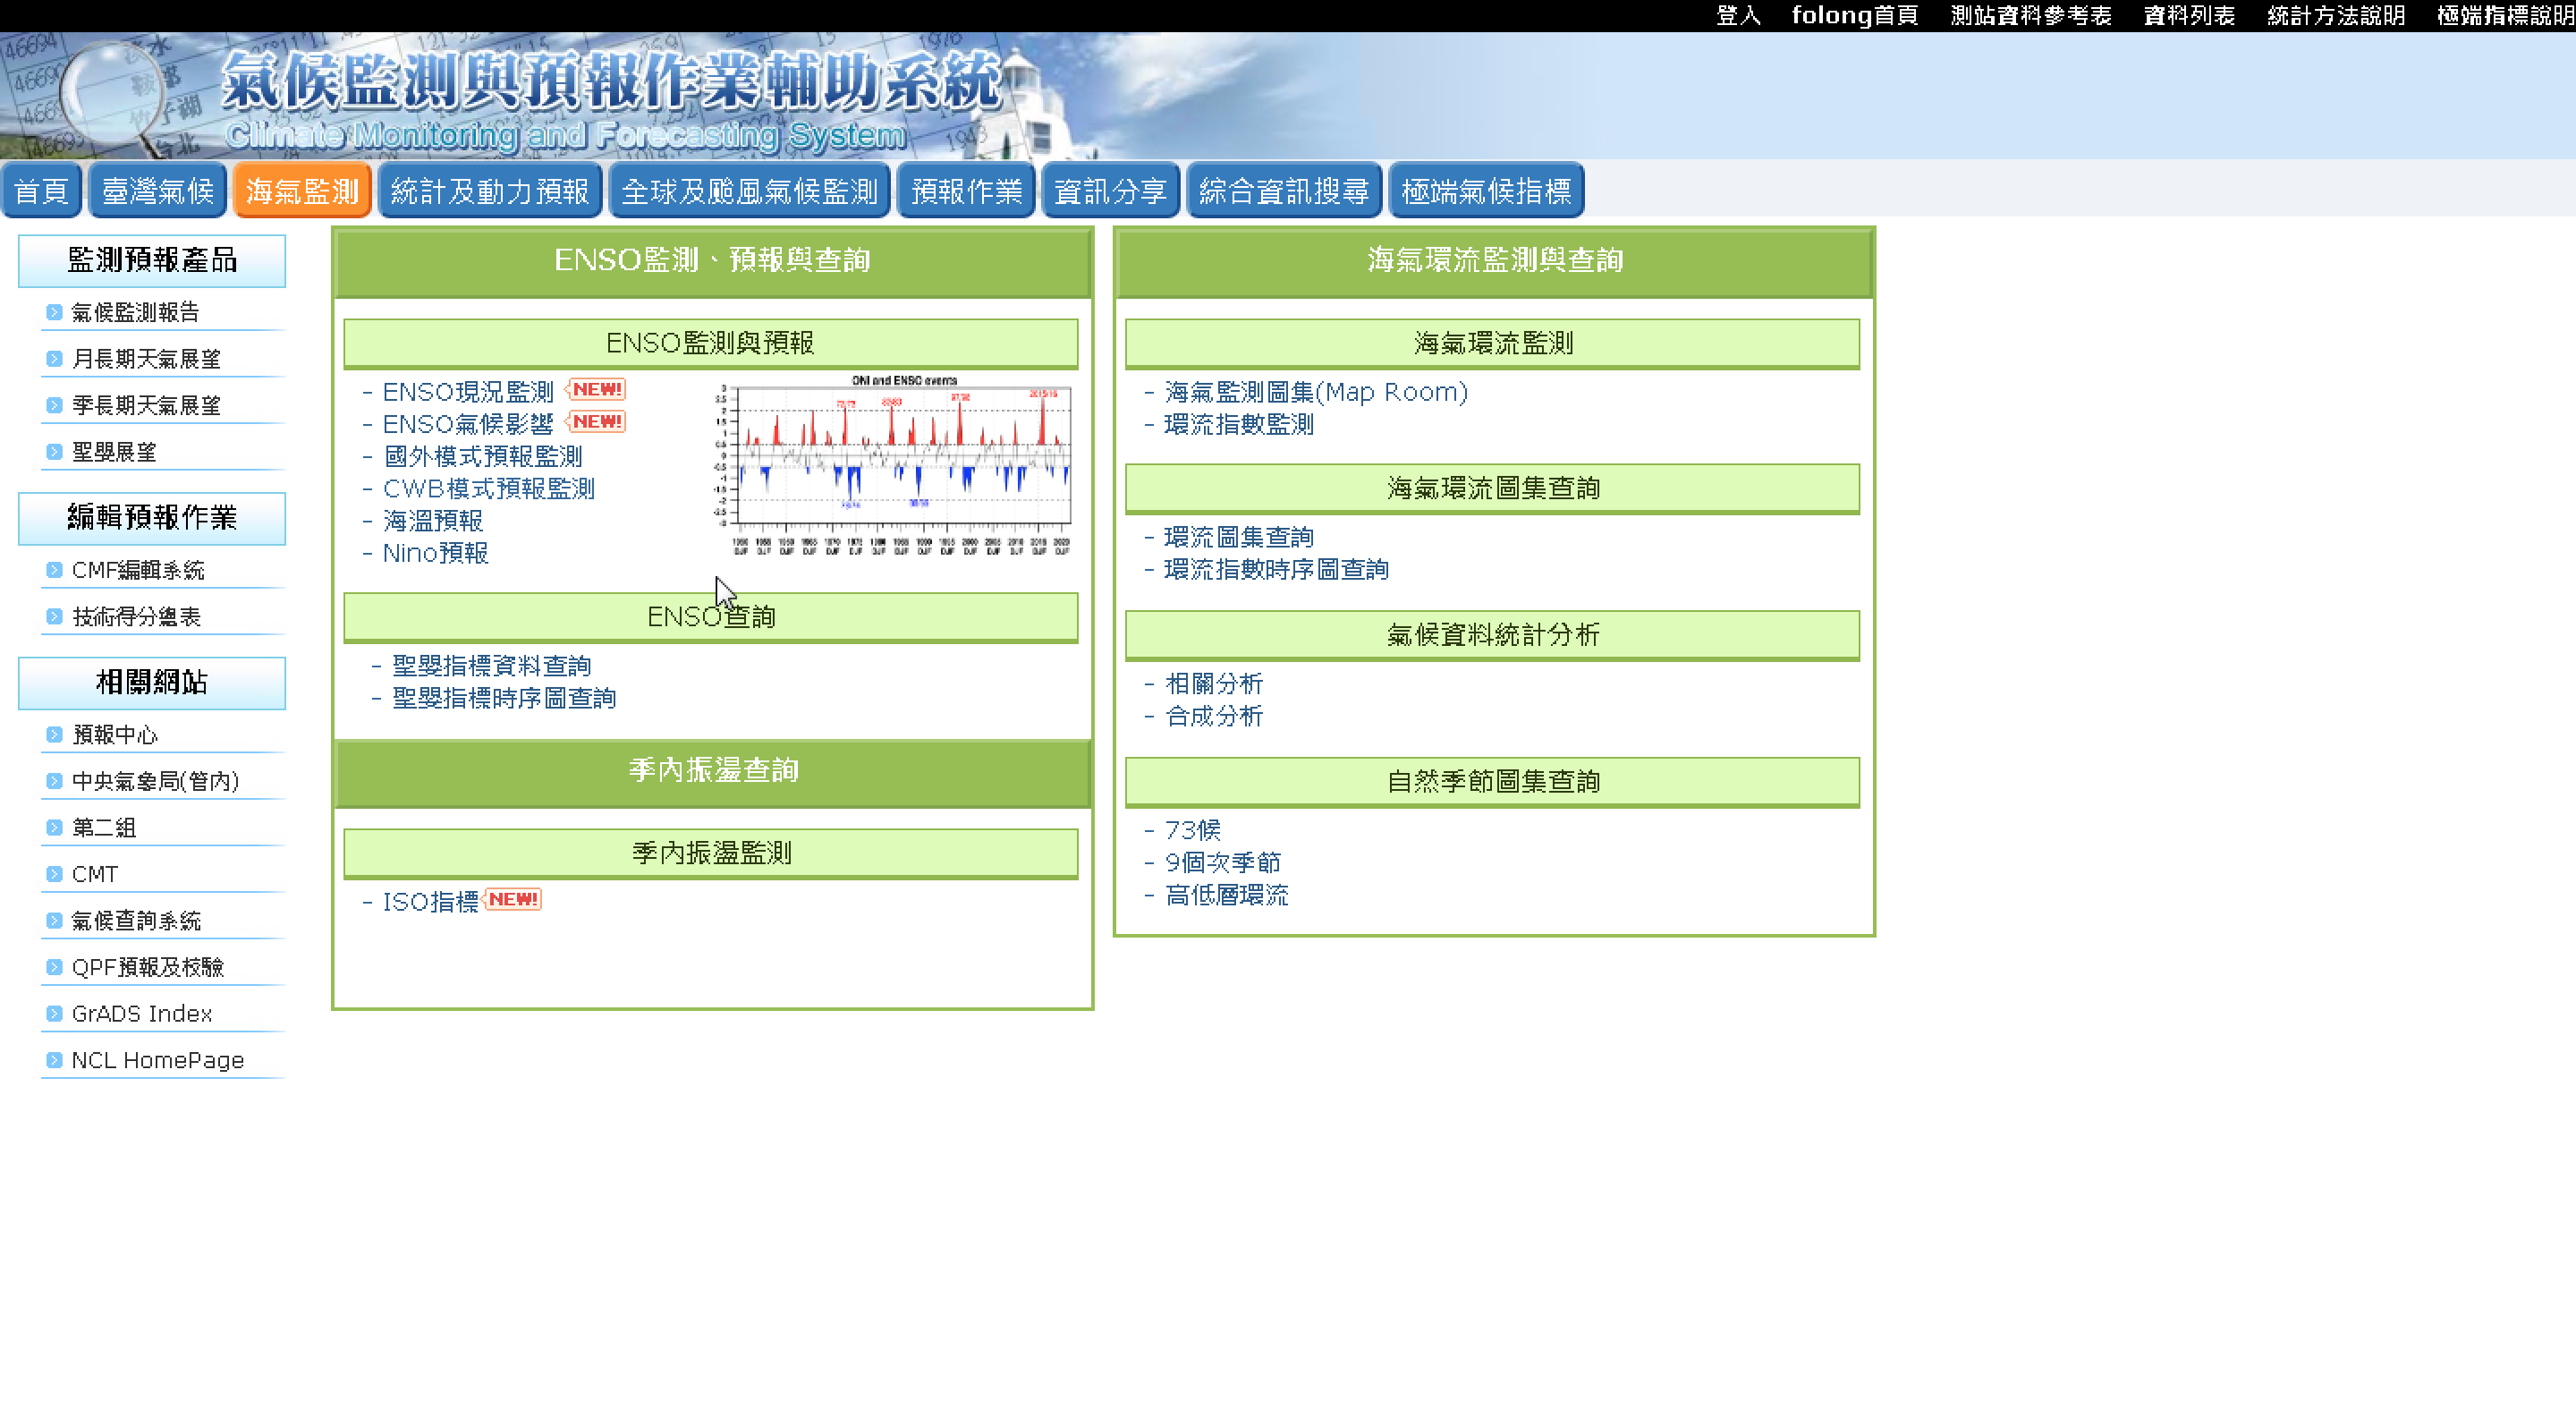 登入 folong首頁 測站資料參考表 資料列表 統計方法說明 極端指標說明
氣候監測與預報作業輔助系統
Climate Monitoring and Forecasting System
首頁 臺灣氣候 海氣監測 統計及動力預報 全球及颱風氣候監測 預報作業 資訊分享 綜合資訊搜尋 極端氣候指標
監測預報產品
氣候監測報告
月長期天氣展望
季長期天氣展望
聖嬰展望
編輯預報作業
CMF編輯系統
技術得分總表
相關網站
預報中心
中央氣象局(管內)
第二組
CMT
氣候查詢系統
QPF預報及校驗
GrADS Index
NCL HomePage
ENSO監測、預報與查詢
ENSO監測與預報
- ENSO現況監測 NEW!
- ENSO氣候影響 NEW!
- 國外模式預報監測
- CWB模式預報監測
- 海溫預報
- Nino預報
ONI and ENSO events
ENSO查詢
- 聖嬰指標資料查詢
- 聖嬰指標時序圖查詢
季內振盪查詢
季內振盪監測
- ISO指標 NEW!
海氣環流監測與查詢
海氣環流監測
- 海氣監測圖集(Map Room)
- 環流指數監測
海氣環流圖集查詢
- 環流圖集查詢
- 環流指數時序圖查詢
氣候資料統計分析
- 相關分析
- 合成分析
自然季節圖集查詢
- 73候
- 9個次季節
- 高低層環流